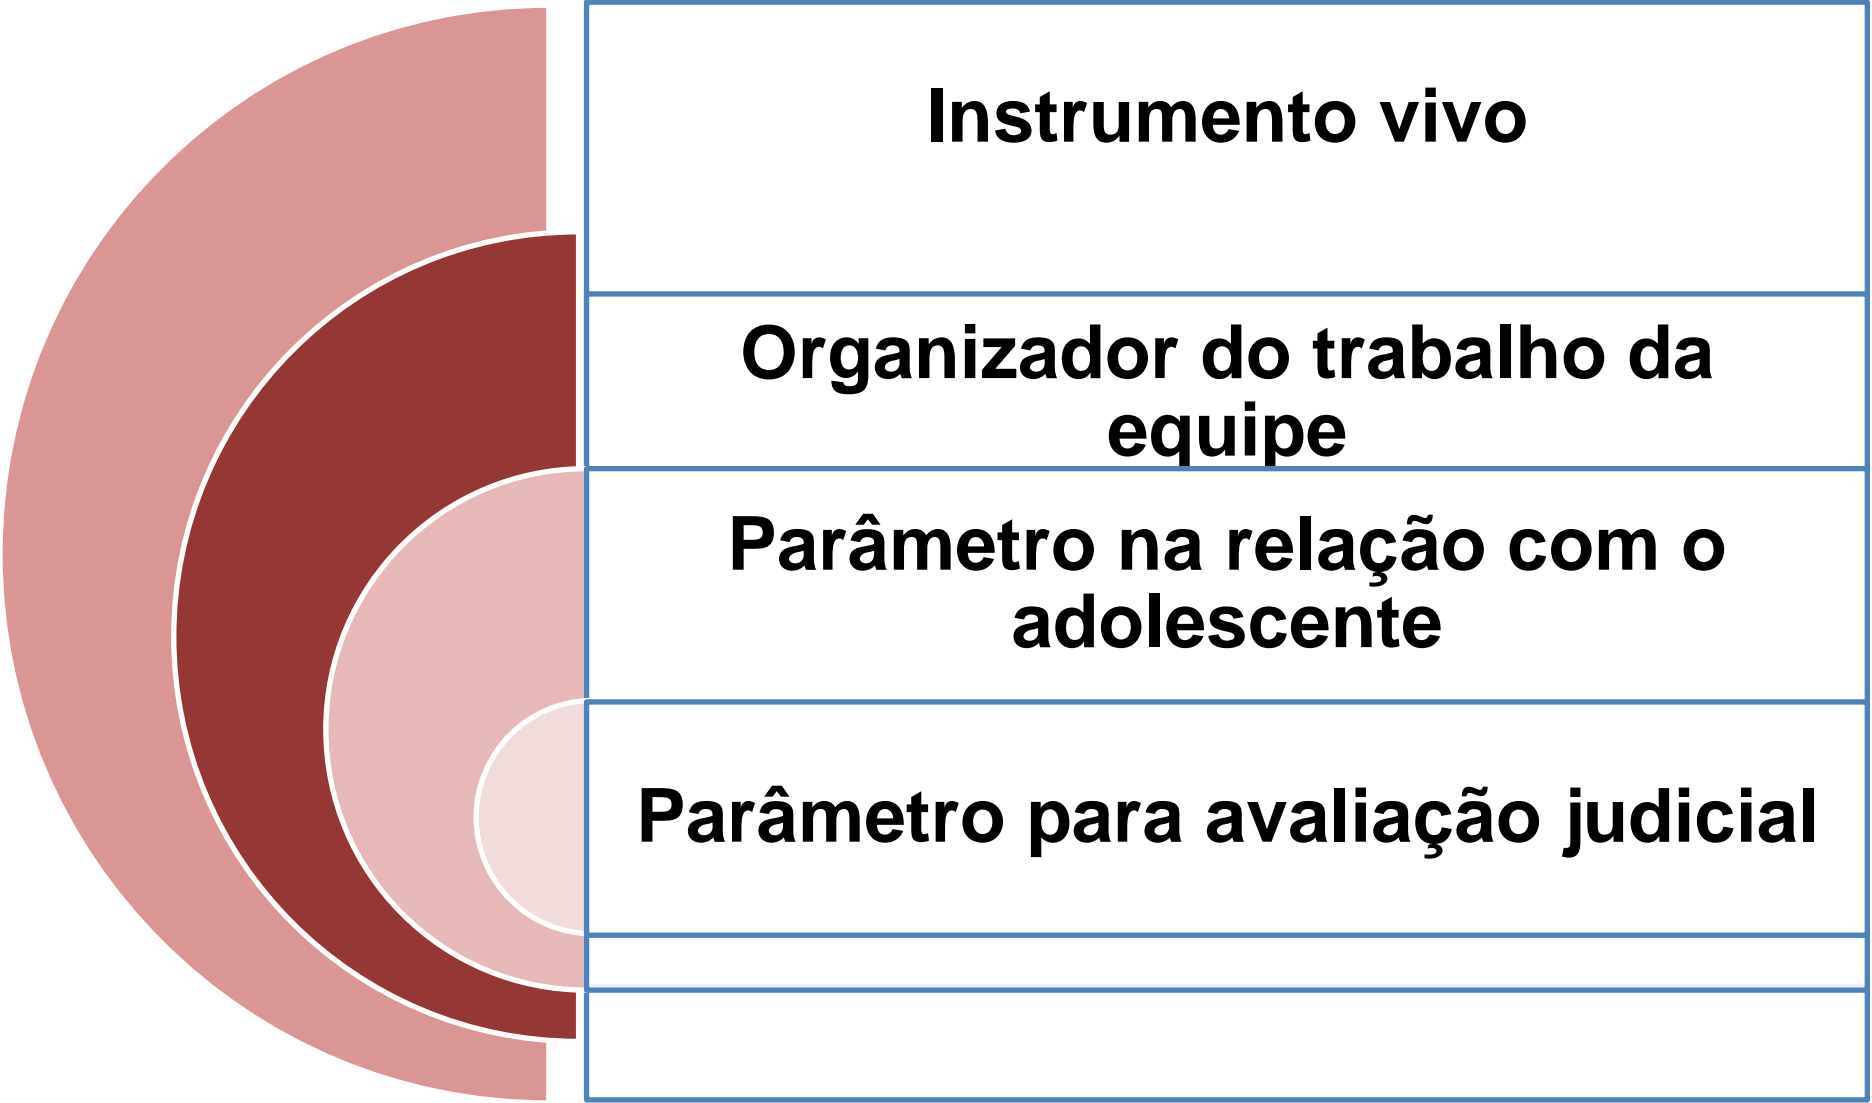 Instrumento vivo
Organizador do trabalho da
equipe
Parâmetro na relação com o
adolescente
Parâmetro para avaliação judicial